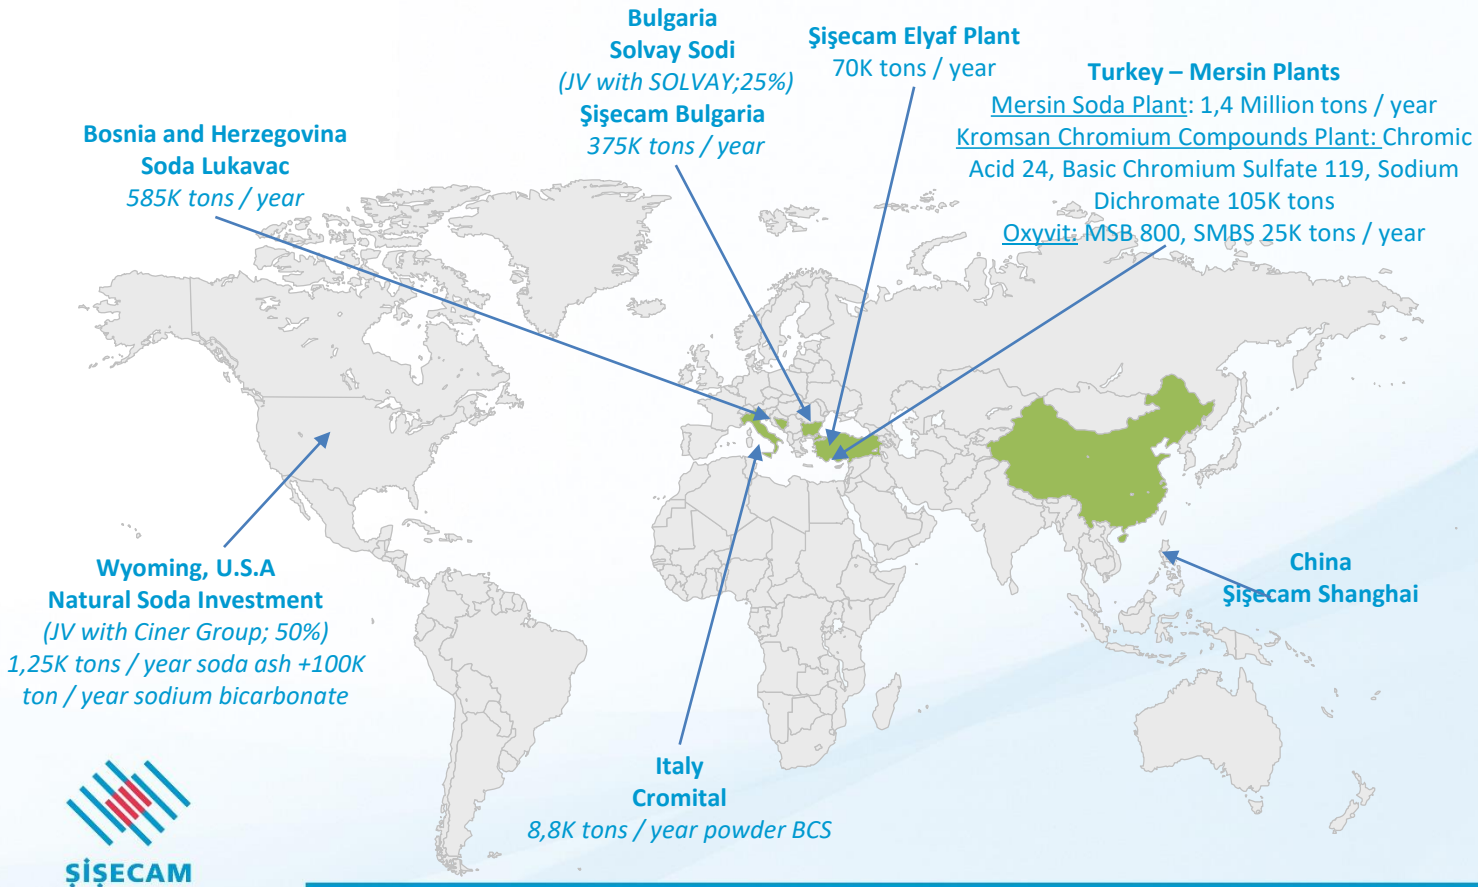 Bulgaria
Solvay Sodi
(JV with SOLVAY;25%)
Şişecam Bulgaria
375K tons / year
Şişecam Elyaf Plant
70K tons / year
Turkey – Mersin Plants
Mersin Soda Plant: 1,4 Million tons / year
Kromsan Chromium Compounds Plant: Chromic
Acid 24, Basic Chromium Sulfate 119, Sodium
Dichromate 105K tons
Oxyvit: MSB 800, SMBS 25K tons / year
Bosnia and Herzegovina
Soda Lukavac
585K tons / year
Wyoming, U.S.A
Natural Soda Investment
(JV with Ciner Group; 50%)
1,25K tons / year soda ash +100K
ton / year sodium bicarbonate
China
Şişecam Shanghai
Italy
Cromital
8,8K tons / year powder BCS
ŞİŞECAM